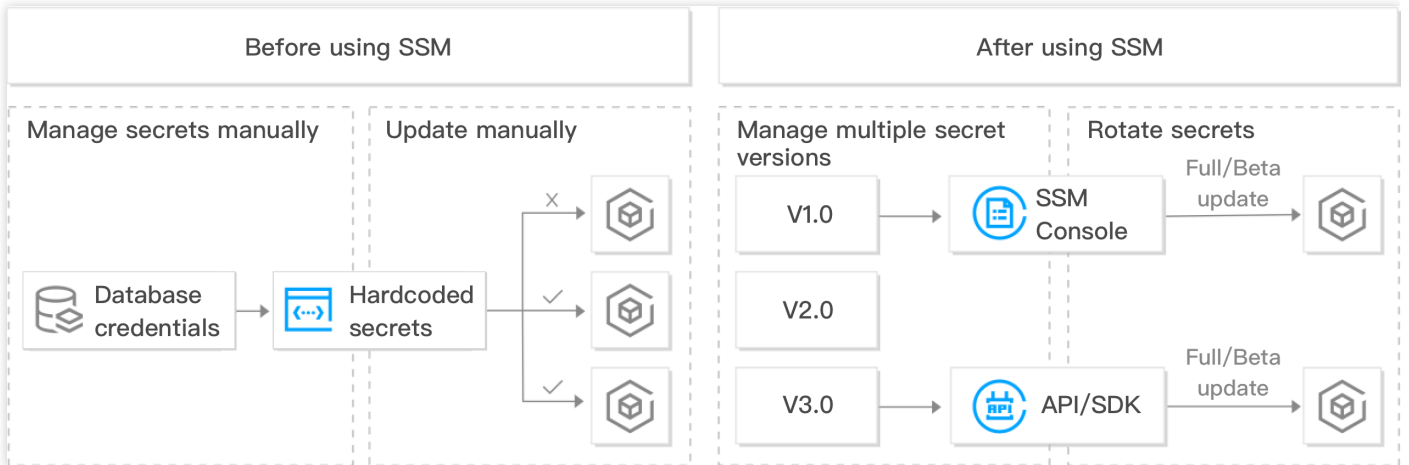 Before using SSM
After using SSM
Manage secrets manually
Update manually
X
Database
credentials
Hardcoded
secrets
Manage multiple secret
versions
Rotate secrets
V1.0
SSM
Console
Full/Beta
update
V2.0
V3.0
API
API/SDK
Full/Beta
update